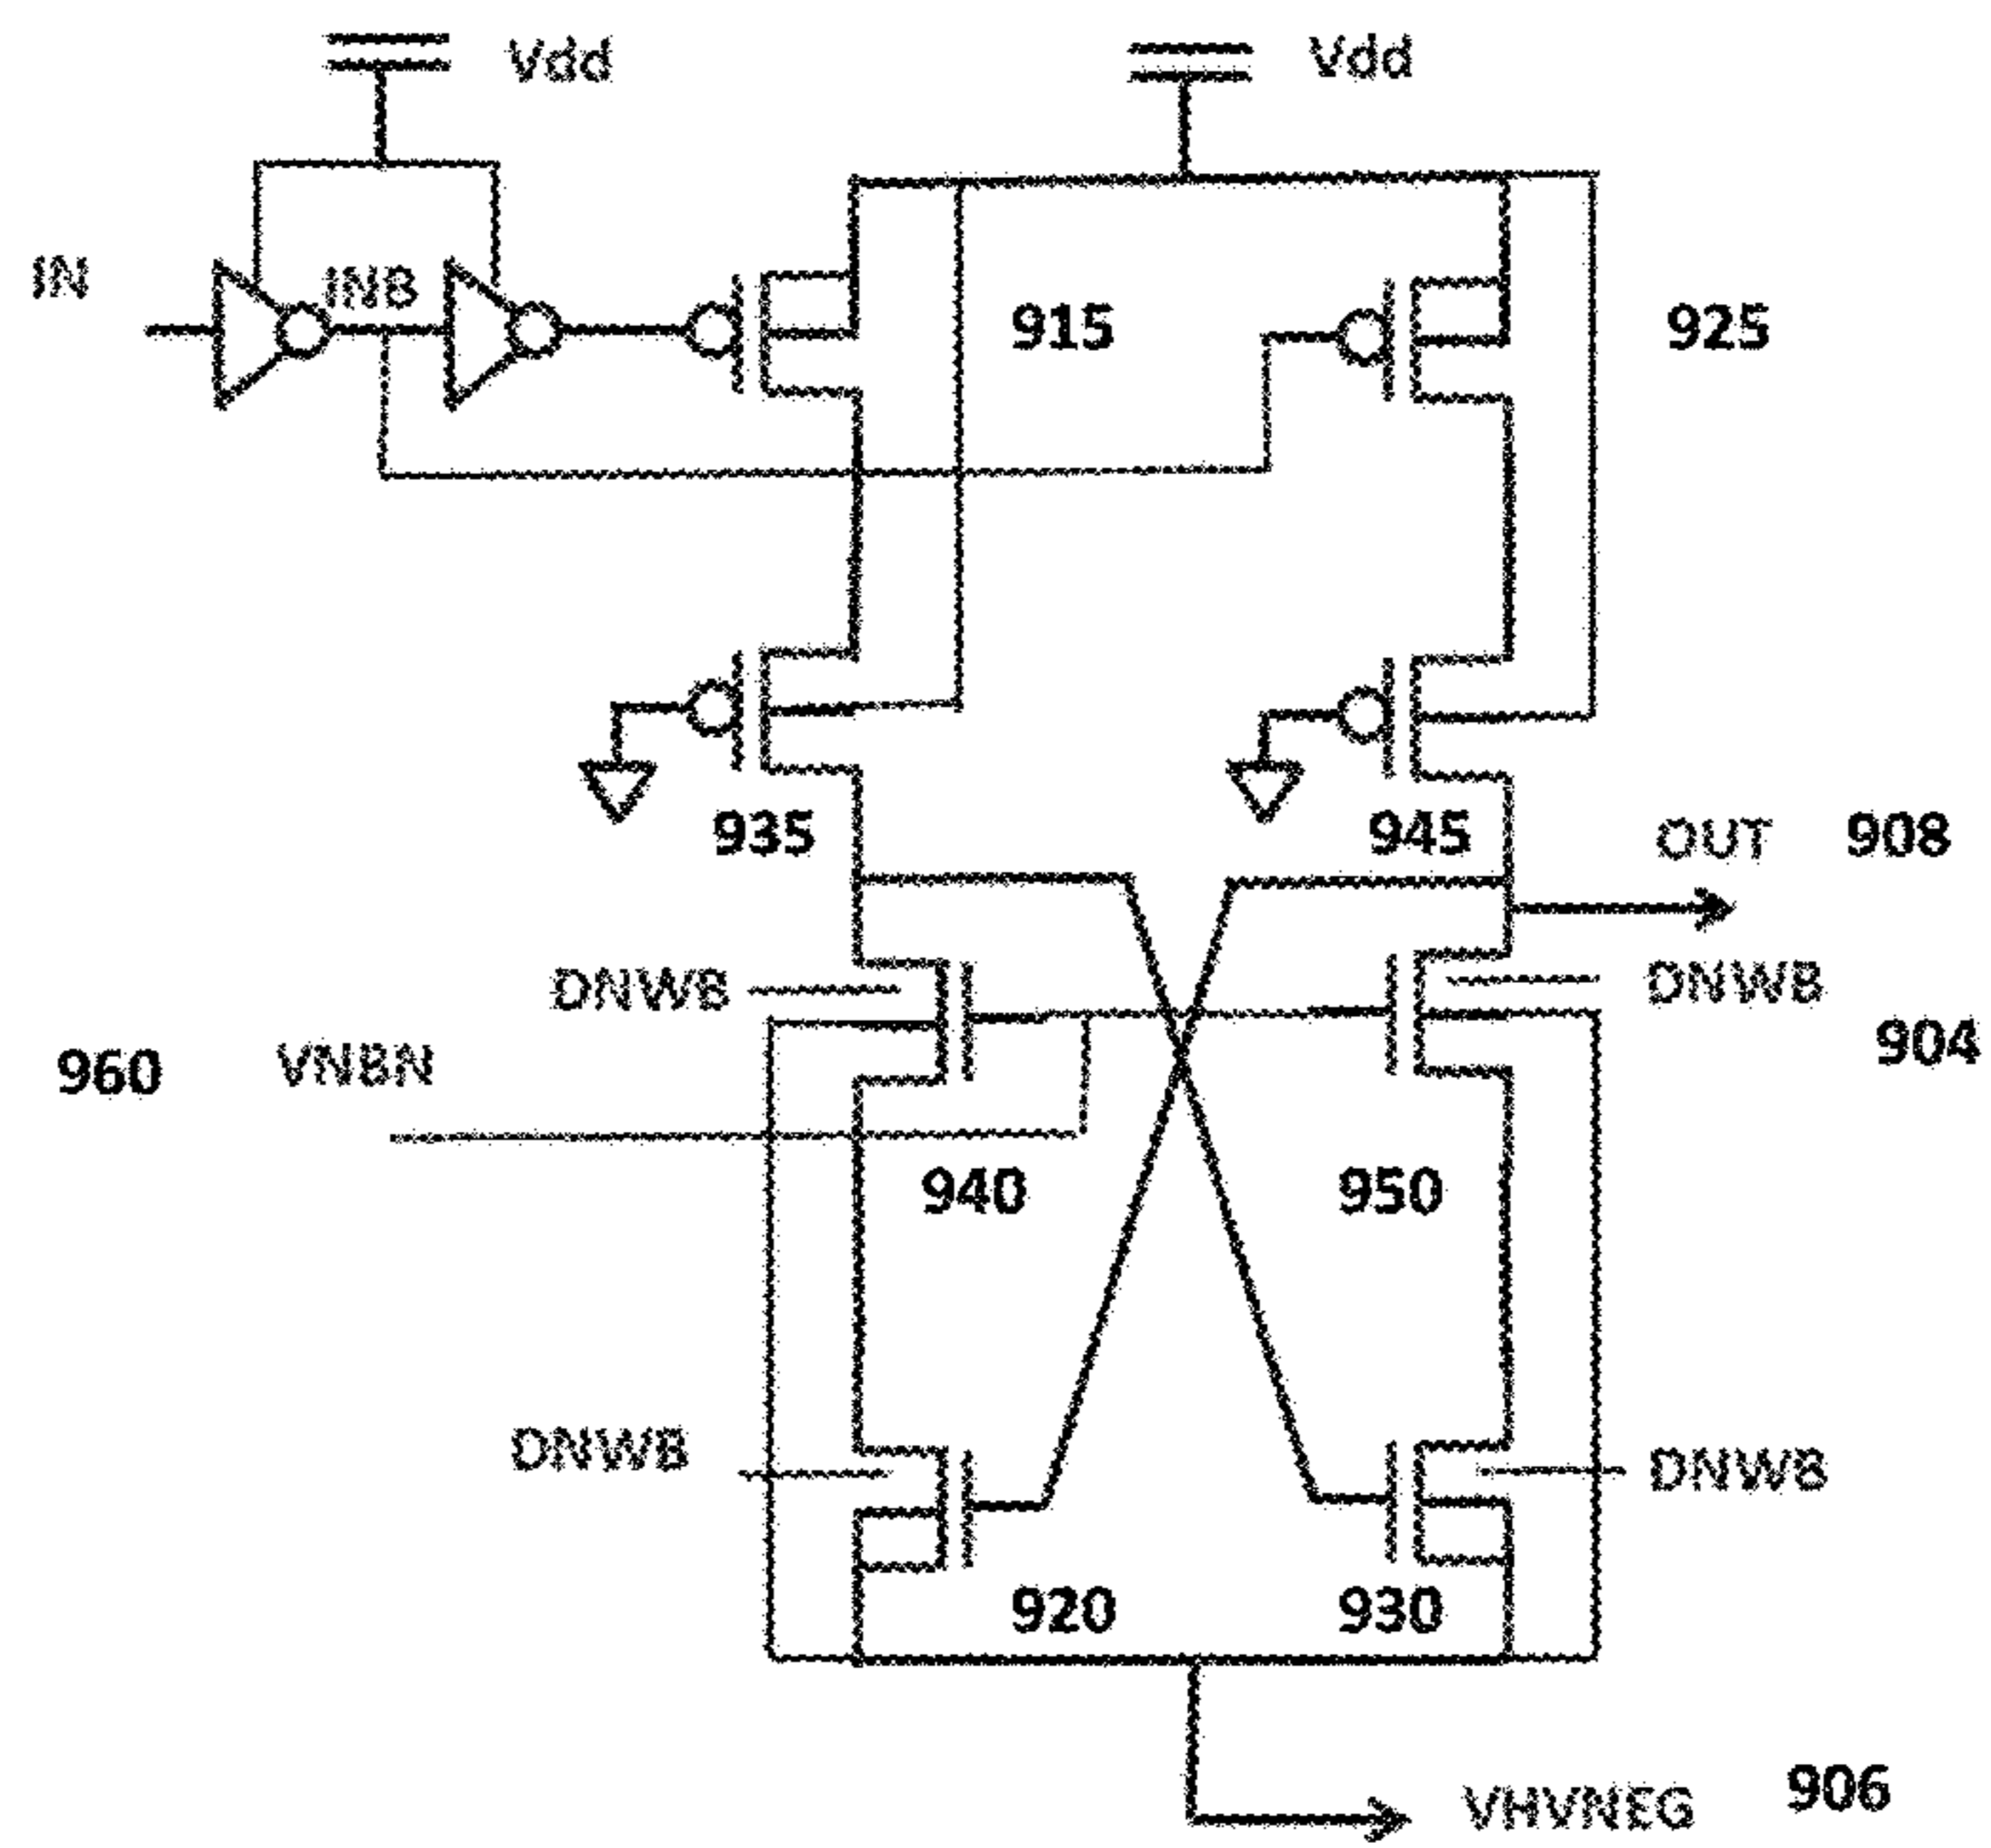 Vdd
Vdd
IN
INB
915
925
935
945
OUT 908
DNWB
DNWB
904
960 VNBN
940
950
DNWB
DNWB
920
930
VHVNEG 906